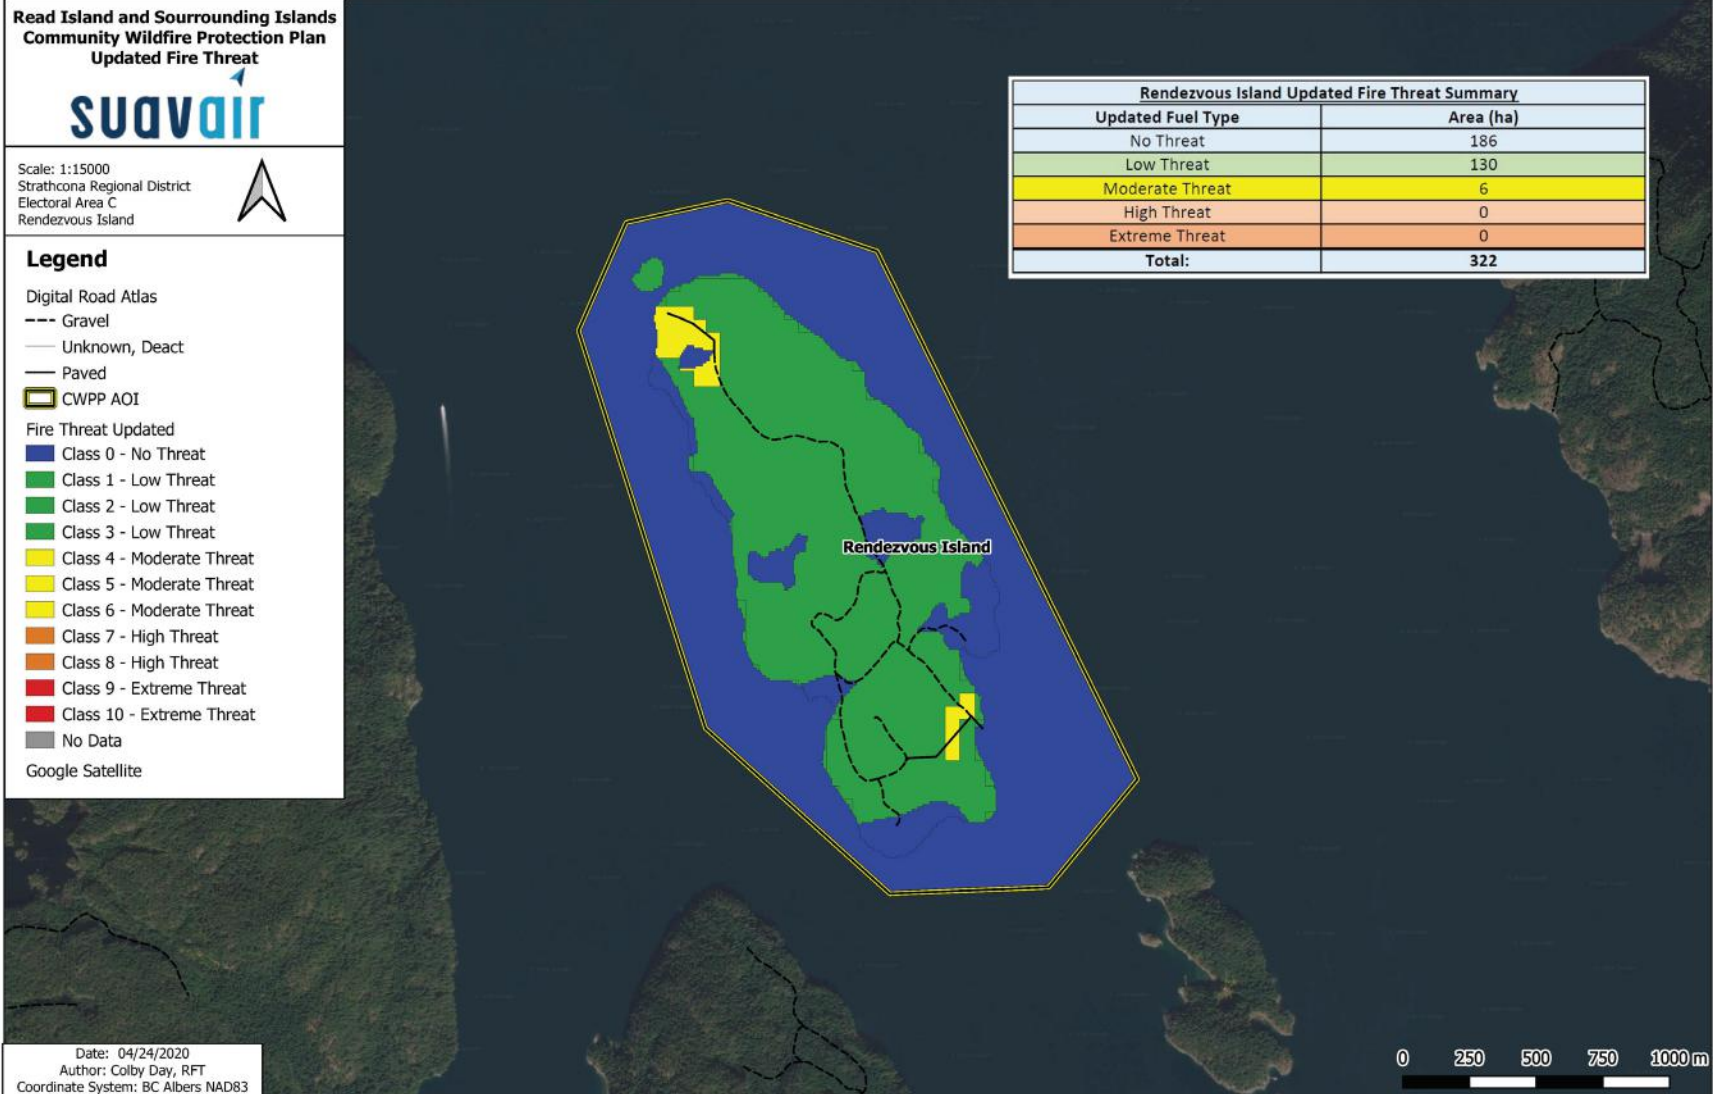 Read Island and Sourrounding Islands
Community Wildfire Protection Plan
Updated Fire Threat
suavair
Scale: 1:15000
Strathcona Regional District
Electoral Area C
Rendezvous Island
Legend
Digital Road Atlas
Gravel
Unknown, Deact
Paved
CWPP AOI
Fire Threat Updated
Class 0 - No Threat
Class 1 - Low Threat
Class 2 - Low Threat
Class 3 - Low Threat
Class 4 - Moderate Threat
Class 5 - Moderate Threat
Class 6 - Moderate Threat
Class 7 - High Threat
Class 8 - High Threat
Class 9 - Extreme Threat
Class 10 - Extreme Threat
No Data
Google Satellite
Rendezvous Island Updated Fire Threat Summary
Updated Fuel Type Area (ha)
No Threat 186
Low Threat 130
Moderate Threat 6
High Threat 0
Extreme Threat 0
Total: 322
Rendezvous Island
Date: 04/24/2020
Author: Colby Day, RFT
Coordinate System: BC Albers NAD83
0 250 500 750 1000 m